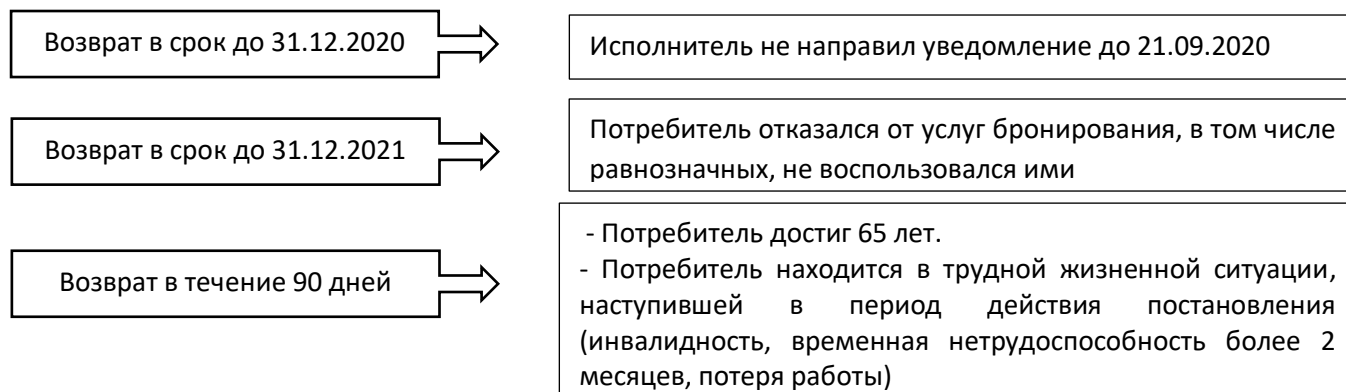 Возврат в срок до 31.12.2020
Исполнитель не направил уведомление до 21.09.2020
Возврат в срок до 31.12.2021
Потребитель отказался от услуг бронирования, в том числе
равнозначных, не воспользовался ими
Возврат в течение 90 дней
- Потребитель достиг 65 лет.
- Потребитель находится в трудной жизненной ситуации,
наступившей в период действия постановления
(инвалидность, временная нетрудоспособность более 2
месяцев, потеря работы)